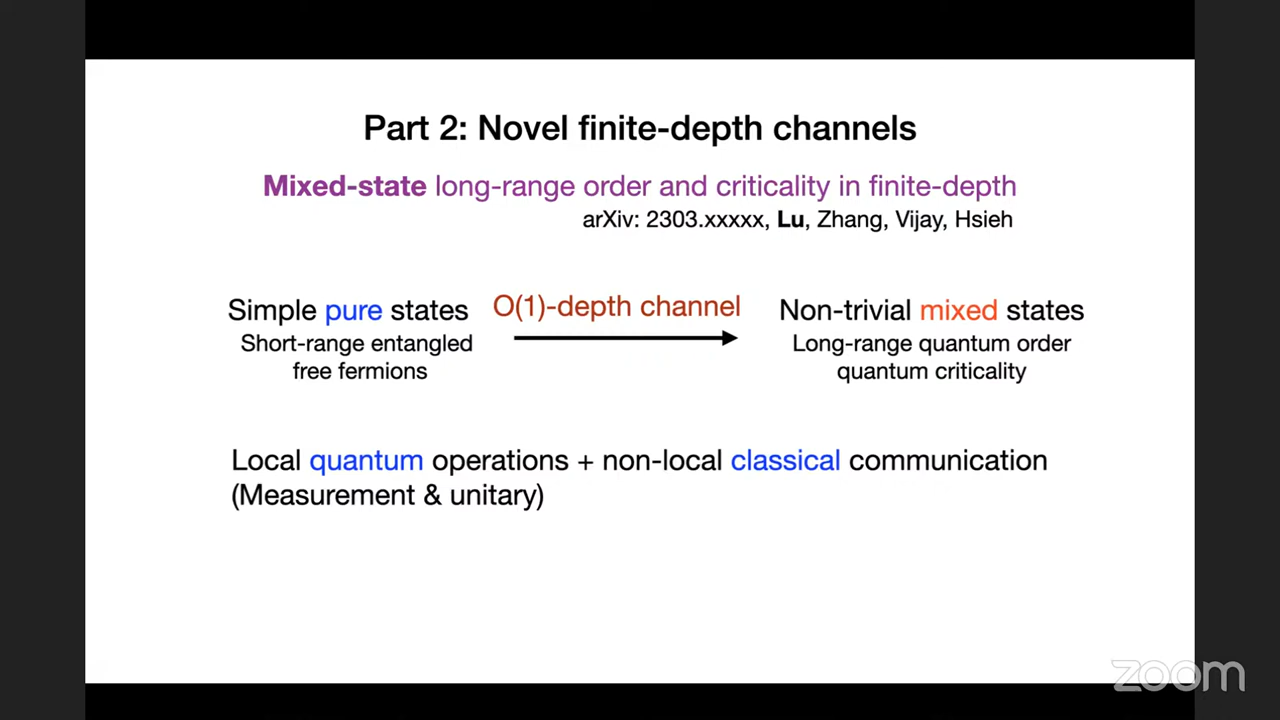 Part 2: Novel finite-depth channels
Mixed-state long-range order and criticality in finite-depth
arXiv: 2303.xxxxx, Lu, Zhang, Vijay, Hsieh
Simple pure states
Short-range entangled
free fermions
O(1)-depth channel
Non-trivial mixed states
Long-range quantum order
quantum criticality
Local quantum operations + non-local classical communication
(Measurement & unitary)
zoom